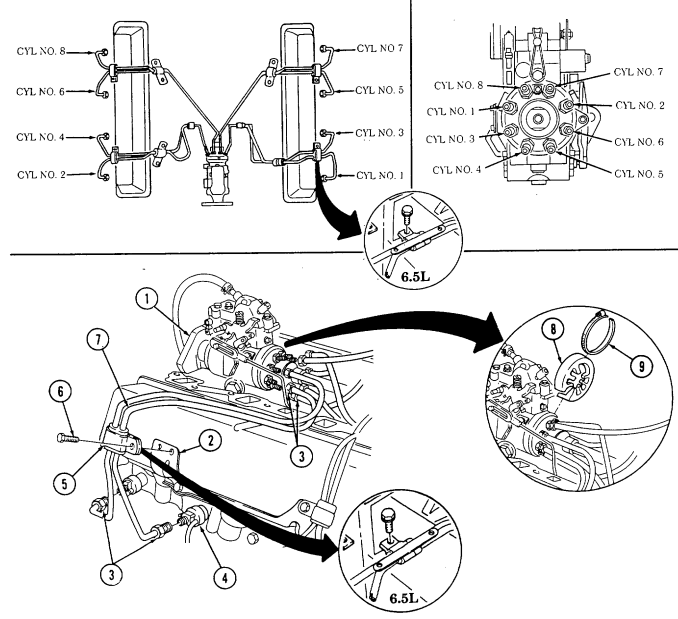 CYL NO. 8
CYL NO. 6
CYL NO. 4
CYL NO. 2
CYL NO 7
CYL NO. 5
CYL NO. 3
CYL NO. 1
6.5L
CYL NO. 8
CYL NO. 1
CYL NO. 3
CYL NO. 4
CYL NO. 7
CYL NO. 2
CYL NO. 6
CYL NO. 5
1
7
6
5
2
3
3
4
8
9
6.5L